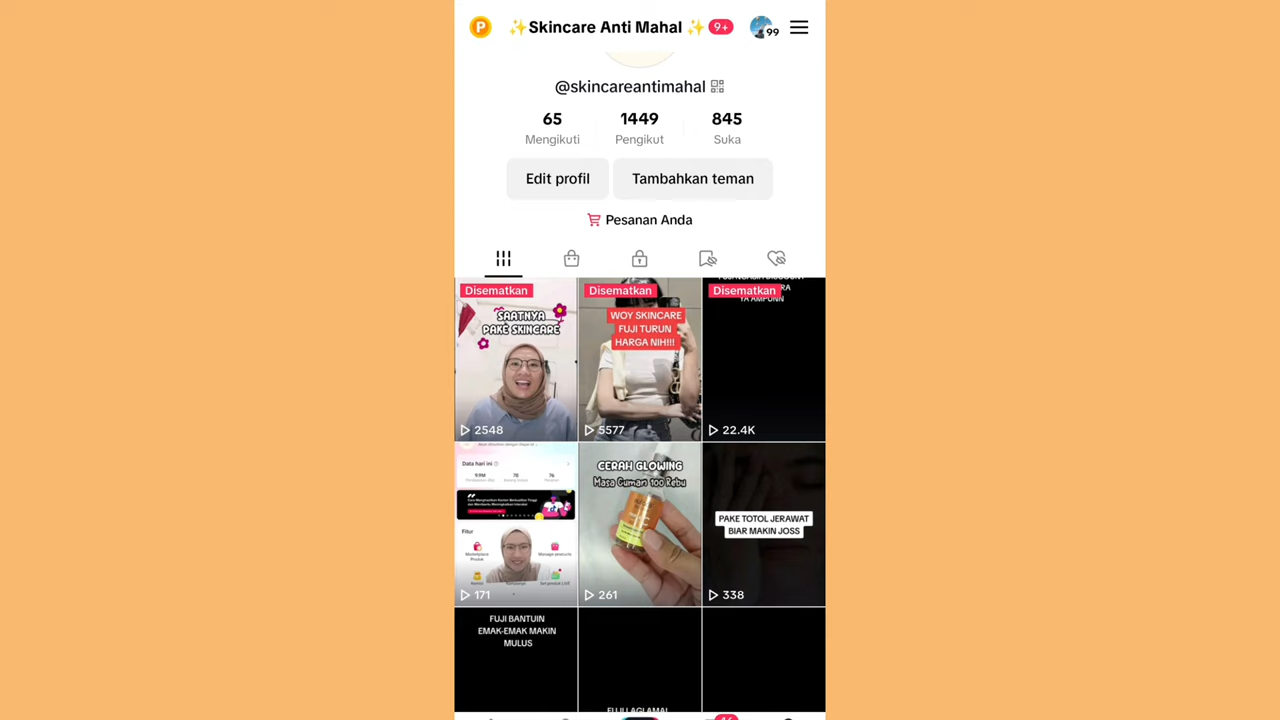 P
✨Skincare Anti Mahal ✨ 9+
99
@skincareantimahal
65 1449 845
Mengikuti Pengikut Suka
Edit profil Tambahkan teman
Pesanan Anda
Disematkan
SAATNYA
PAKE SKINCARE
2548
Disematkan
WOY SKINCARE
FUJI TURUN
HARGA NIH!!!
5577
Disematkan
YA AMPUNN
22.4K
Data hari ini
Fitur
171
CERAH GLOWING
Masa Cuman 100 Rebu
261
PAKE TOTOL JERAWAT
BIAR MAKIN JOSS
338
FUJI BANTUIN
EMAK-EMAK MAKIN
MULUS